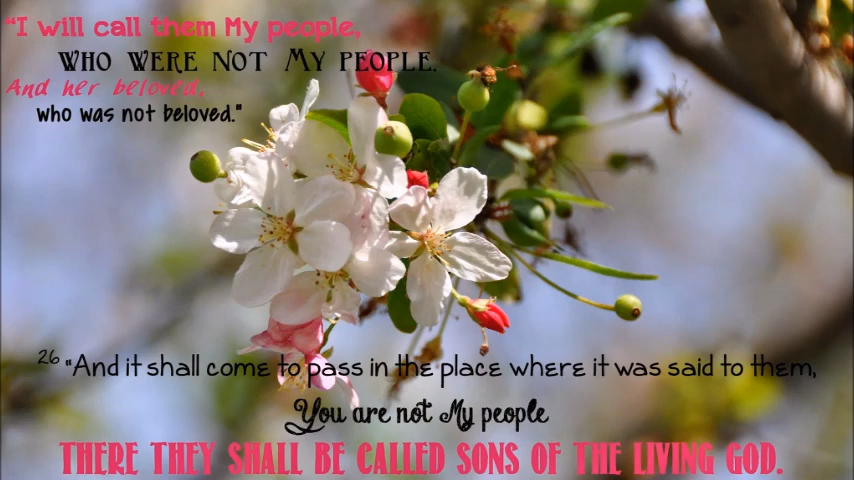 "I will call them My people,
WHO WERE NOT MY PEOPLE.
And her beloved,
who was not beloved."
26 "And it shall come to pass in the place where it was said to them,
You are not My people
THERE THEY SHALL BE CALLED SONS OF THE LIVING GOD.